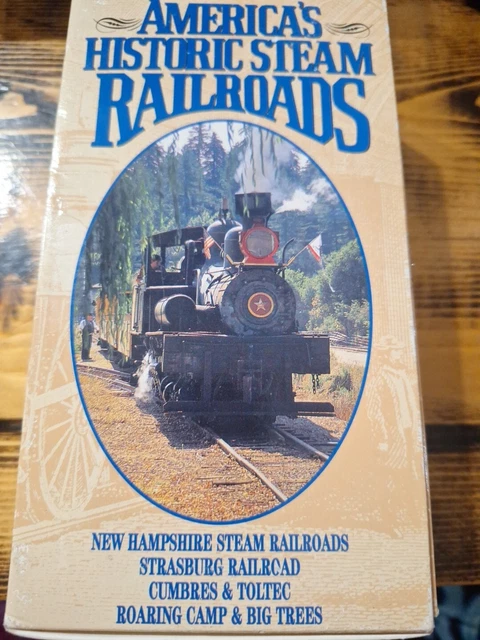 AMERICA'S
HISTORIC STEAM
RAILROADS
NEW HAMPSHIRE STEAM RAILROADS
STRASBURG RAILROAD
CUMBRES & TOLTEC
ROARING CAMP & BIG TREES